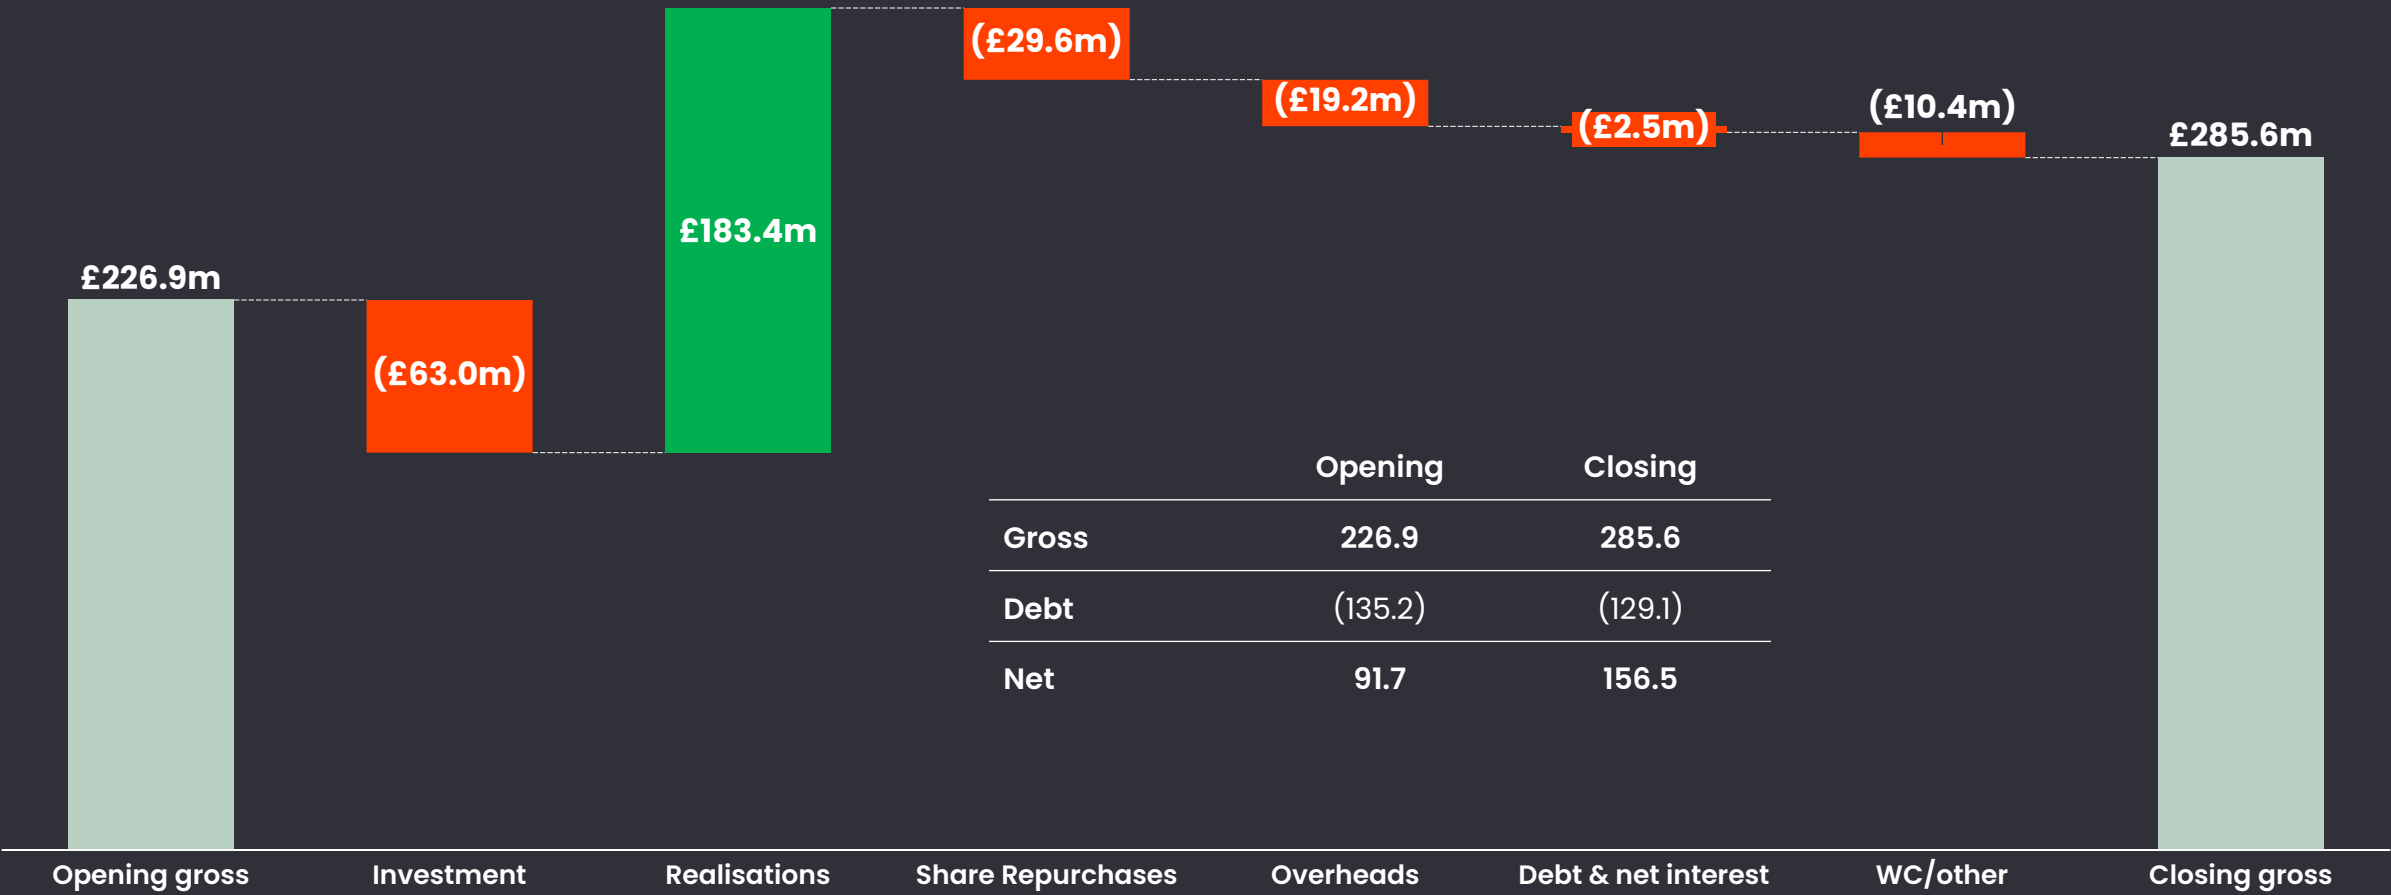 (£29.6m)
(£19.2m)
(£2.5m)
(£10.4m)
£285.6m
£183.4m
£226.9m
(£63.0m)
Opening Closing
Gross 226.9 285.6
Debt (135.2) (129.1)
Net 91.7 156.5
Opening gross Investment Realisations Share Repurchases Overheads Debt & net interest WC/other Closing gross